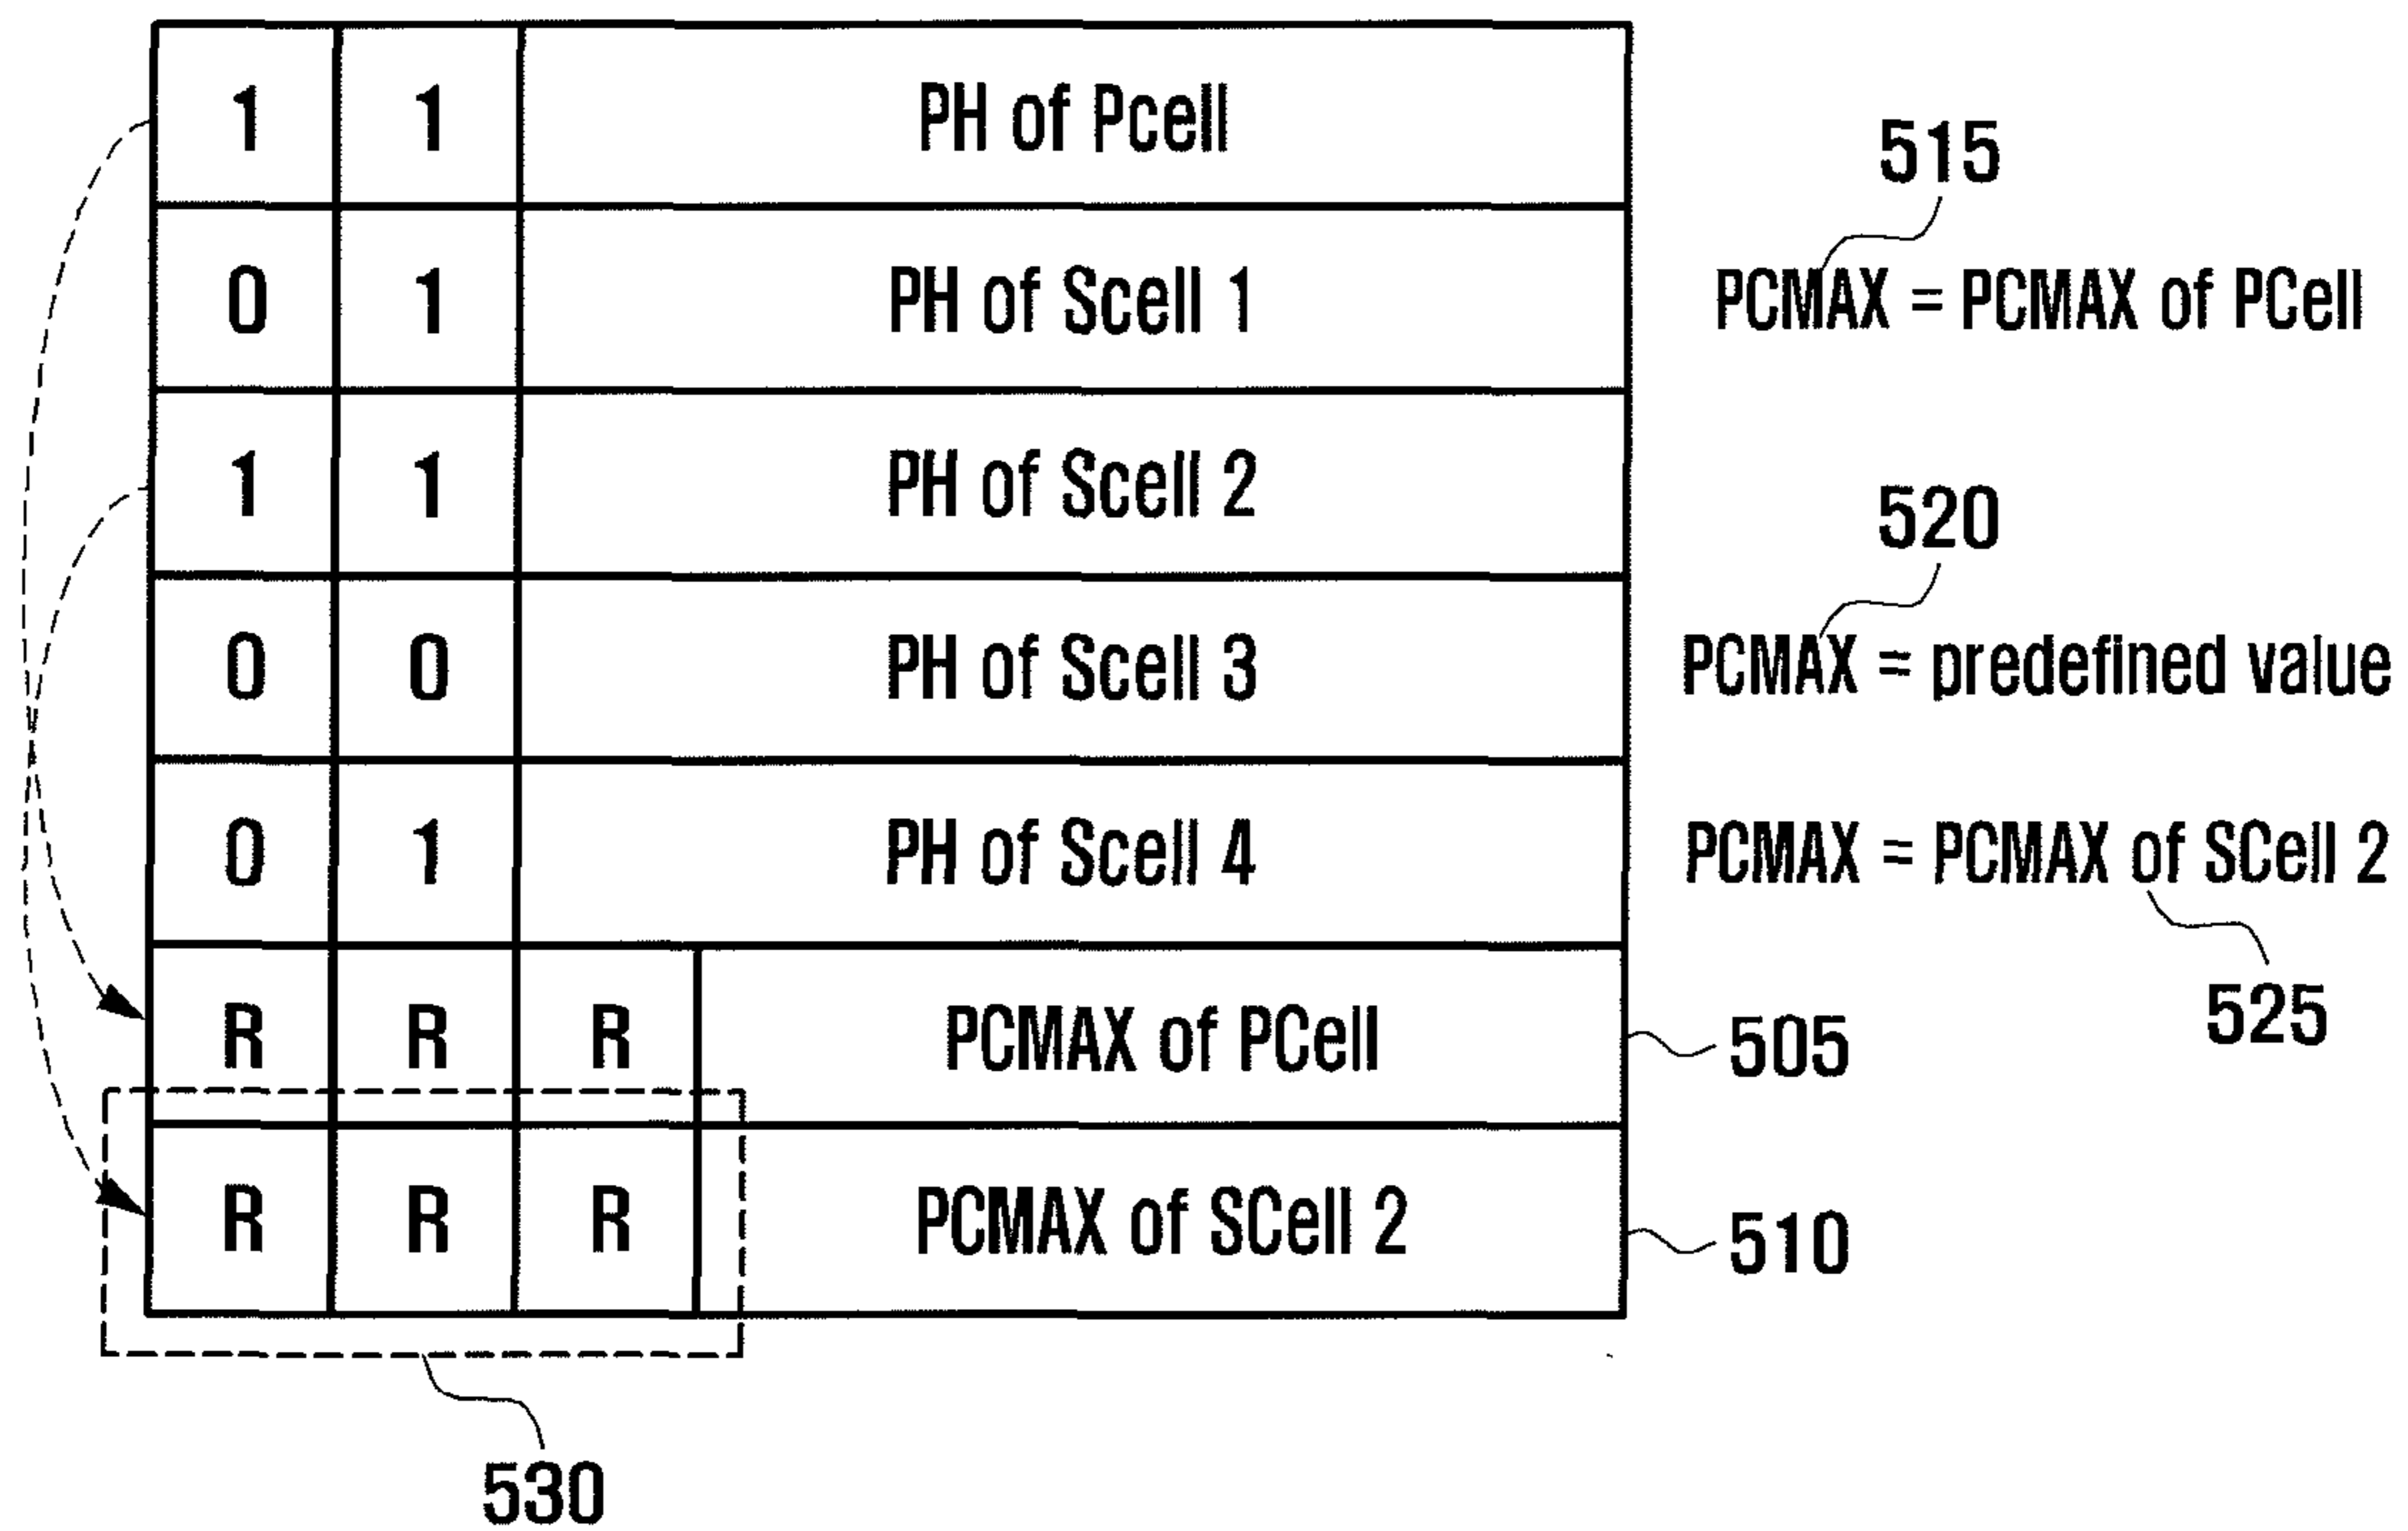 1 1 PH of Pcell
515
0 1 PH of Scell 1 PCMAX = PCMAX of PCell
1 1 PH of Scell 2
520
0 0 PH of Scell 3 PCMAX = predefined value
0 1 PH of Scell 4 PCMAX = PCMAX of SCell 2
525
R R R PCMAX of PCell 505
R R R PCMAX of SCell 2 510
530